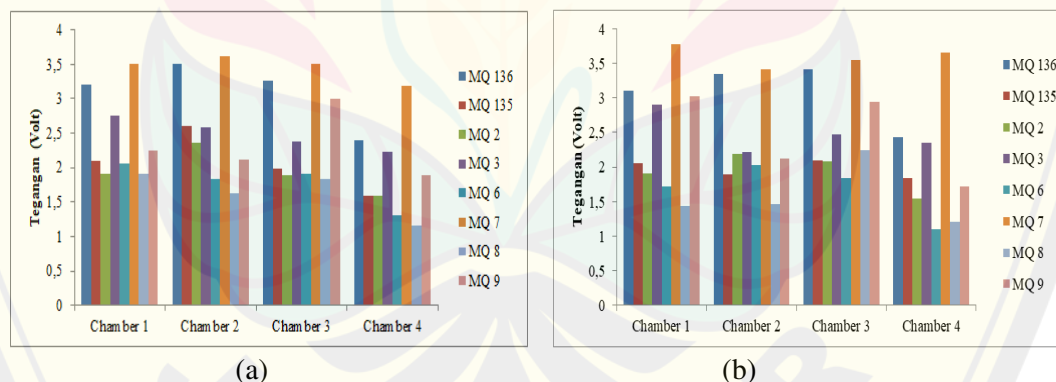 4
3,5
3
2,5
2
1,5
1
0,5
0
Tegangan (Volt)
Chamber 1 Chamber 2 Chamber 3 Chamber 4
MQ 136
MQ 135
MQ 2
MQ 3
MQ 6
MQ 7
MQ 8
MQ 9
(a)
4
3,5
3
2,5
2
1,5
1
0,5
0
Tegangan (Volt)
Chamber 1 Chamber 2 Chamber 3 Chamber 4
MQ 136
MQ 135
MQ 2
MQ 3
MQ 6
MQ 7
MQ 8
MQ 9
(b)